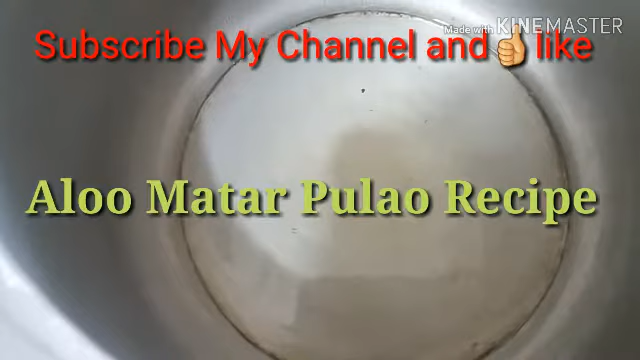 Made with KINEMASTER
Subscribe My Channel and👍like
Aloo Matar Pulao Recipe